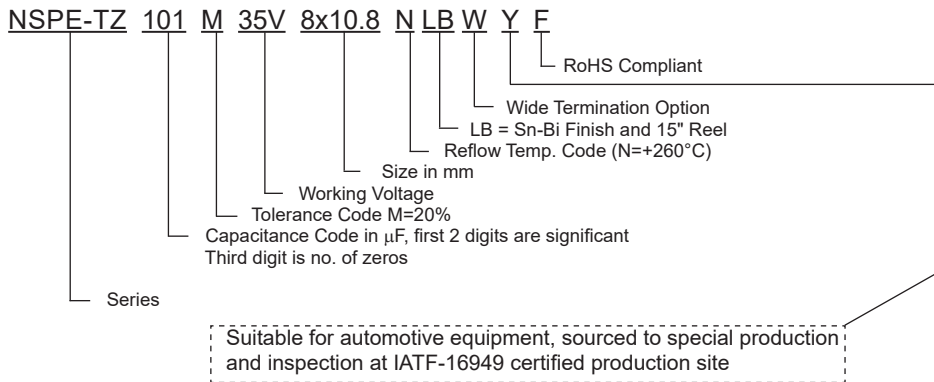 NSPE-TZ 101 M 35V 8x10.8 N LB W Y F
RoHS Compliant
Wide Termination Option
LB = Sn-Bi Finish and 15" Reel
Reflow Temp. Code (N=+260°C)
Size in mm
Working Voltage
Tolerance Code M=20%
Capacitance Code in μF, first 2 digits are significant
Third digit is no. of zeros
Series
Suitable for automotive equipment, sourced to special production
and inspection at IATF-16949 certified production site